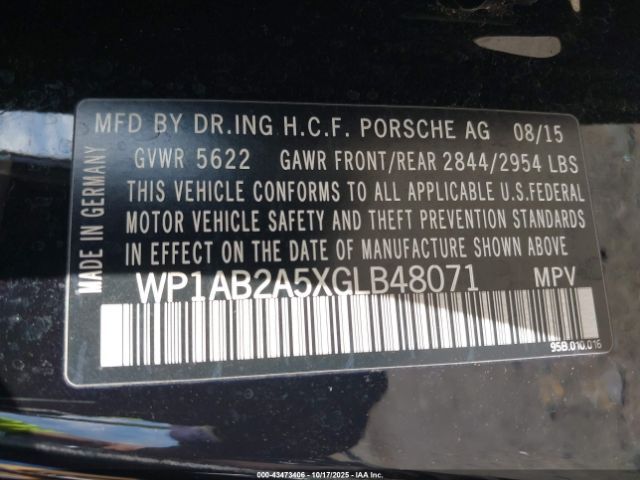 MFD BY DR.ING H.C.F. PORSCHE AG 08/15
GVWR 5622 GAWR FRONT/REAR 2844/2954 LBS
THIS VEHICLE CONFORMS TO ALL APPLICABLE U.S.FEDERAL
MOTOR VEHICLE SAFETY AND THEFT PREVENTION STANDARDS
IN EFFECT ON THE DATE OF MANUFACTURE SHOWN ABOVE
WP1AB2A5XGLB48071 MPV
95B.010.016
MADE IN GERMANY
© 43473406 - 10/17/2025 - IAA Inc.